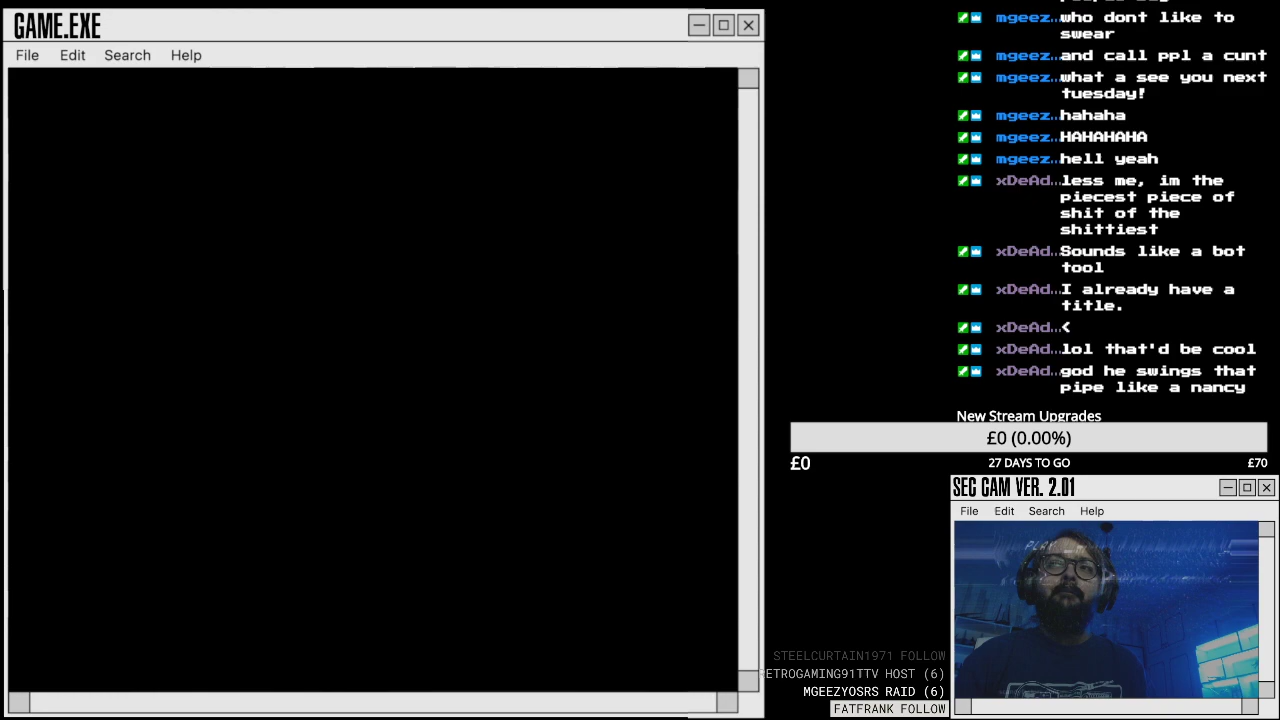 GAME.EXE
File Edit Search Help
mgeez.. who dont like to
swear
mgeez.. and call ppl a cunt
mgeez.. what a see you next
tuesday!
mgeez.. hahaha
mgeez.. HAHAHAHA
mgeez.. hell yeah
xDeAd.. less me, im the
piecest piece of
shit of the
shittiest
xDeAd.. Sounds like a bot
tool
xDeAd.. I already have a
title.
xDeAd.. <
xDeAd.. lol that'd be cool
xDeAd.. god he swings that
pipe like a nancy
New Stream Upgrades
£0 (0.00%)
£0 27 DAYS TO GO £70
SEC CAM VER. 2.01
File Edit Search Help
STEELCURTAIN1971 FOLLOW
ETROGAMING91TTV HOST (6)
MGEEZYOSRS RAID (6)
FATFRANK FOLLOW